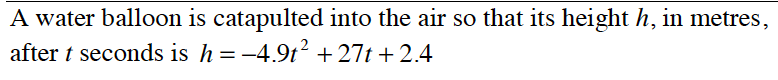 A water balloon is catapulted into the air so that its height h, in metres,
after t seconds is h = −4.9t² + 27t + 2.4